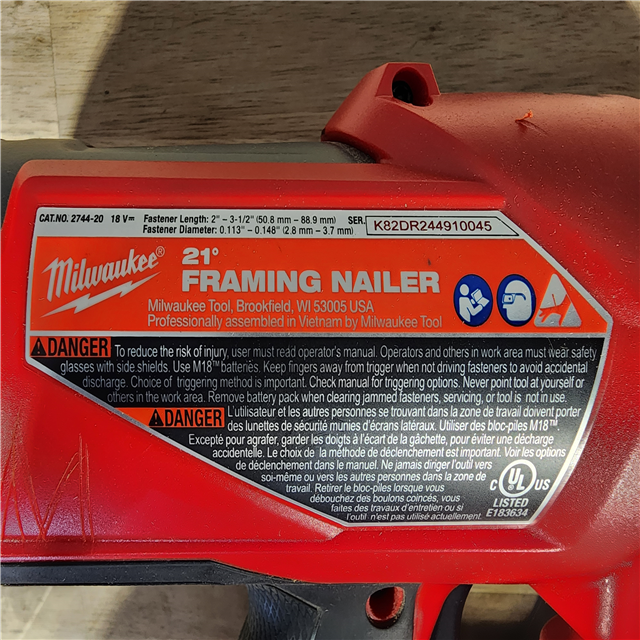 CAT.NO. 2744-20 18 V⎓ Fastener Length: 2" – 3-1/2" (50.8 mm – 88.9 mm) SER. K82DR244910045
Fastener Diameter: 0.113" – 0.148" (2.8 mm – 3.7 mm)
Milwaukee®
21°
FRAMING NAILER
Milwaukee Tool, Brookfield, WI 53005 USA
Professionally assembled in Vietnam by Milwaukee Tool
DANGER To reduce the risk of injury, user must read operator's manual. Operators and others in work area must wear safety
glasses with side shields. Use M18™ batteries. Keep fingers away from trigger when not driving fasteners to avoid accidental
discharge. Choice of triggering method is important. Check manual for triggering options. Never point tool at yourself or
others in the work area. Remove battery pack when clearing jammed fasteners, servicing, or tool is not in use.
DANGER L'utilisateur et les autres personnes se trouvant dans la zone de travail doivent porter
des lunettes de sécurité munies d'écrans latéraux. Utiliser des bloc-piles M18™.
Excepté pour agrafer, garder les doigts à l'écart de la gâchette, pour éviter une décharge
accidentelle. Le choix de la méthode de déclenchement est important. Voir les options
de déclenchement dans le manuel. Ne jamais diriger l'outil vers
soi-même ou vers les autres personnes dans la zone de
travail. Retirer le bloc-piles lorsque vous
débouchez des boulons coincés, vous
faites des travaux d'entretien ou si
l'outil n'est pas utilisé actuellement.
C UL US
LISTED
E183634